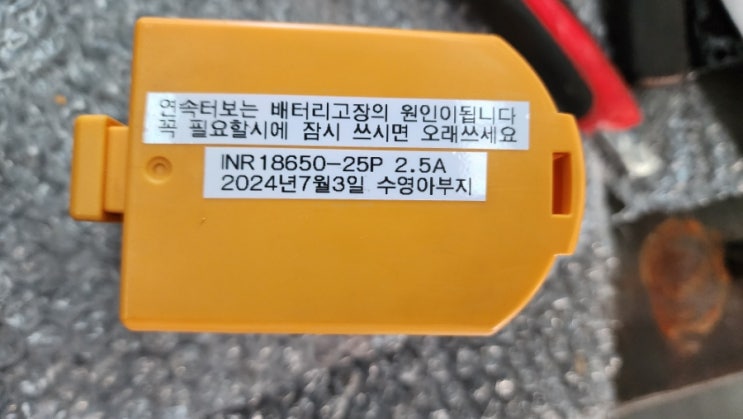 연속터보는 배터리고장의 원인이됩니다
꼭 필요할시에 잠시 쓰시면 오래쓰세요
INR18650-25P 2.5A
2024년7월3일 수영아부지